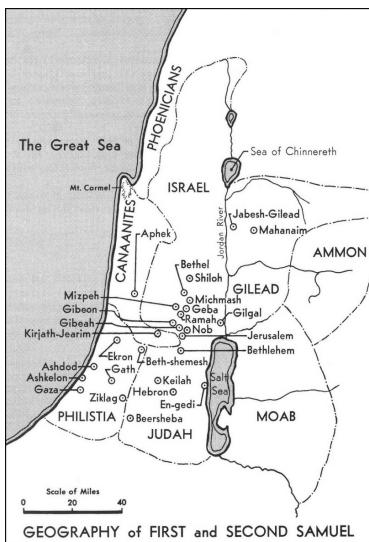 The Great Sea
PHOENICIANS
Sea of Chinnereth
Mt. Carmel
ISRAEL
CANAANITES
Jordan River
Jabesh-Gilead
Mahanaim
Aphek
AMMON
Bethel
Shiloh
GILEAD
Mizpeh
Michmash
Gibeon
Geba
Gilgal
Ramah
Gibeah
Nob
Kirjath-Jearim
Jerusalem
Bethlehem
Ekron
Beth-shemesh
Ashdod
Gath
Ashkelon
Keilah
Salt
Sea
Gaza
Hebron
Ziklag
En-gedi
MOAB
PHILISTIA
Beersheba
JUDAH
Scale of Miles
0 20 40
GEOGRAPHY of FIRST and SECOND SAMUEL